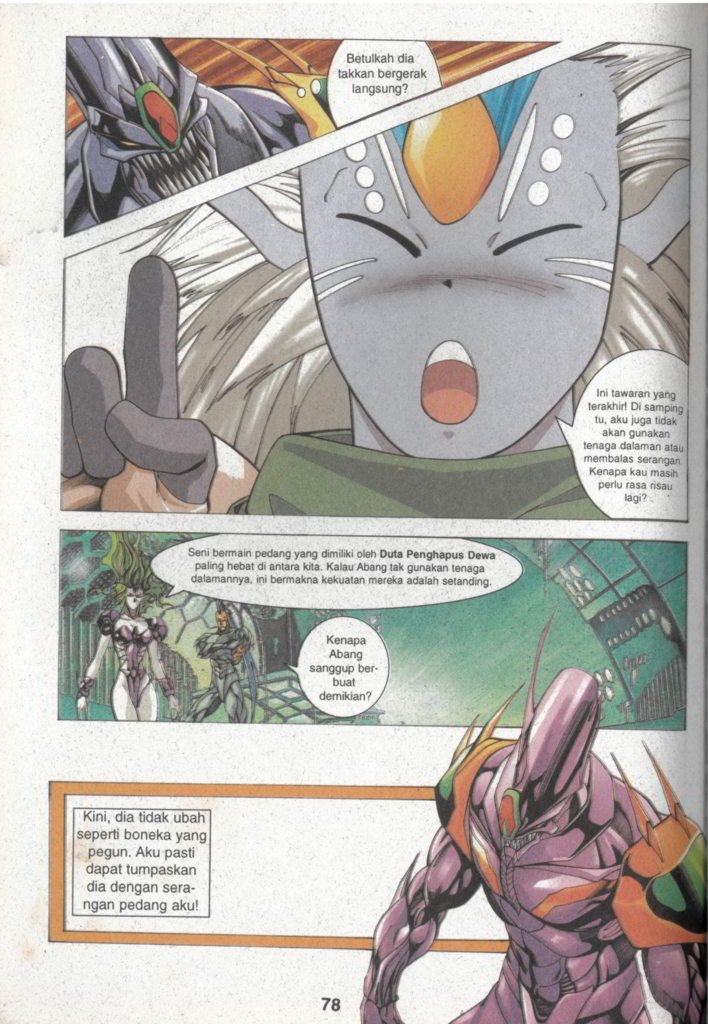 Betulkah dia
takkan bergerak
langsung?
Ini tawaran yang
terakhir! Di samping
tu, aku juga tidak
akan gunakan
tenaga dalaman atau
membalas serangan.
Kenapa kau masih
perlu rasa risau
lagi?
Seni bermain pedang yang dimiliki oleh Duta Penghapus Dewa
paling hebat di antara kita. Kalau Abang tak gunakan tenaga
dalamannya, ini bermakna kekuatan mereka adalah setanding.
Kenapa
Abang
sanggup ber-
buat
demikian?
Kini, dia tidak ubah
seperti boneka yang
pegun. Aku pasti
dapat tumpaskan
dia dengan sera-
ngan pedang aku!
78